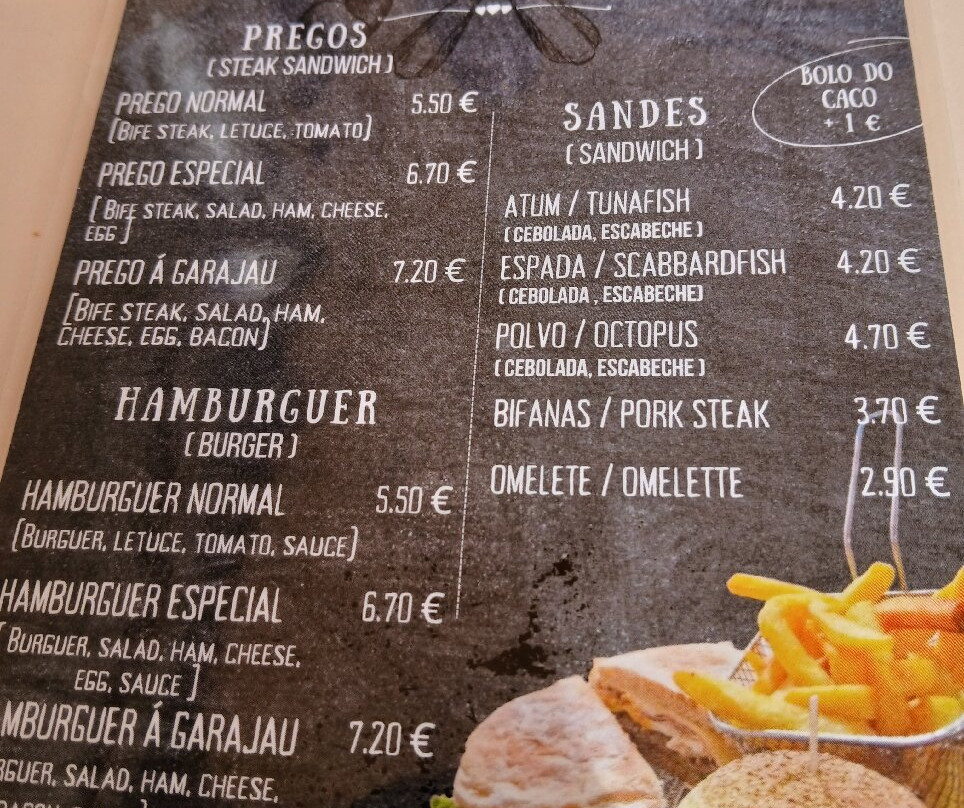 PREGOS
(STEAK SANDWICH)
PREGO NORMAL 5.50 €
[BIFE STEAK, LETUCE, TOMATO]
PREGO ESPECIAL 6.70 €
[BIFE STEAK, SALAD, HAM, CHEESE,
EGG]
PREGO Á GARAJAU 7.20 €
[BIFE STEAK, SALAD, HAM,
CHEESE, EGG, BACON]
HAMBURGUER
(BURGER)
HAMBURGUER NORMAL 5.50 €
[BURGUER, LETUCE, TOMATO, SAUCE]
HAMBURGUER ESPECIAL 6.70 €
[BURGUER, SALAD, HAM, CHEESE,
EGG, SAUCE]
MBURGUER Á GARAJAU 7.20 €
RGUER, SALAD, HAM, CHEESE,
BOLO DO
CACO
+ 1 €
SANDES
(SANDWICH)
ATUM / TUNAFISH 4.20 €
(CEBOLADA, ESCABECHE)
ESPADA / SCABBARDFISH 4.20 €
(CEBOLADA, ESCABECHE)
POLVO / OCTOPUS 4.70 €
(CEBOLADA, ESCABECHE)
BIFANAS / PORK STEAK 3.70 €
OMELETE / OMELETTE 2.90 €